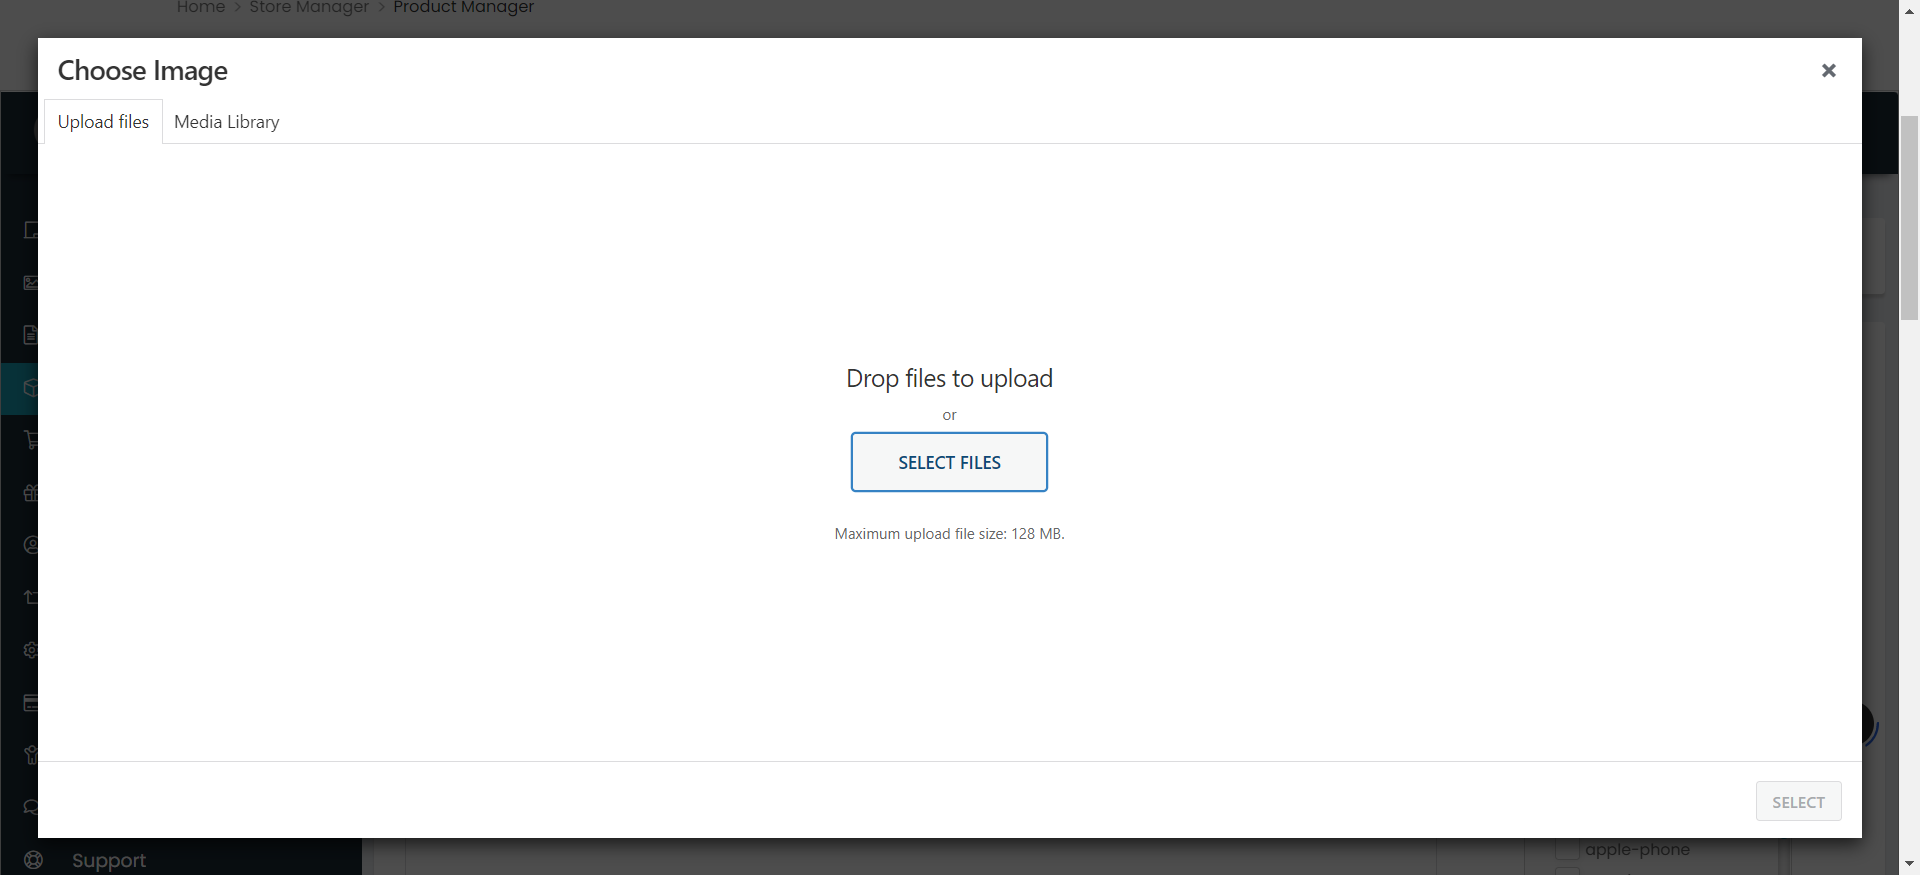 Home > Store Manager > Product Manager
Choose Image
Upload files
Media Library
Drop files to upload
or
SELECT FILES
Maximum upload file size: 128 MB.
SELECT
Support
apple-phone